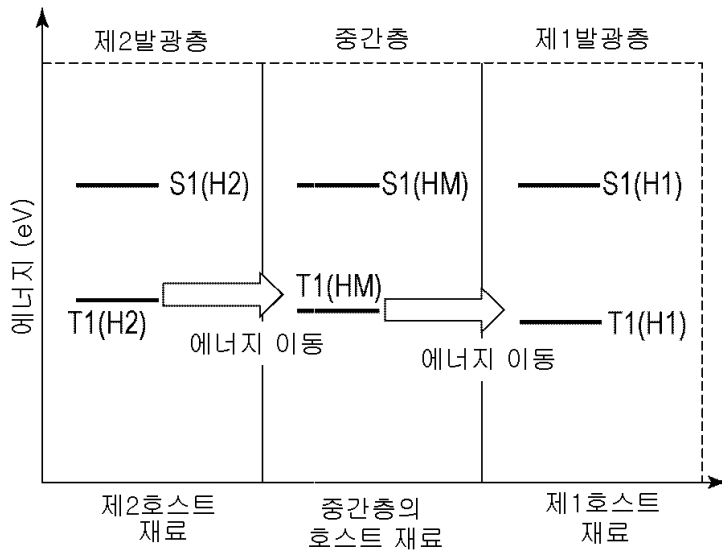 제2발광층
중간층
제1발광층
에너지 (eV)
S1(H2)
S1(HM)
S1(H1)
T1(H2)
T1(HM)
T1(H1)
에너지 이동
에너지 이동
제2호스트
재료
중간층의
호스트 재료
제1호스트
재료